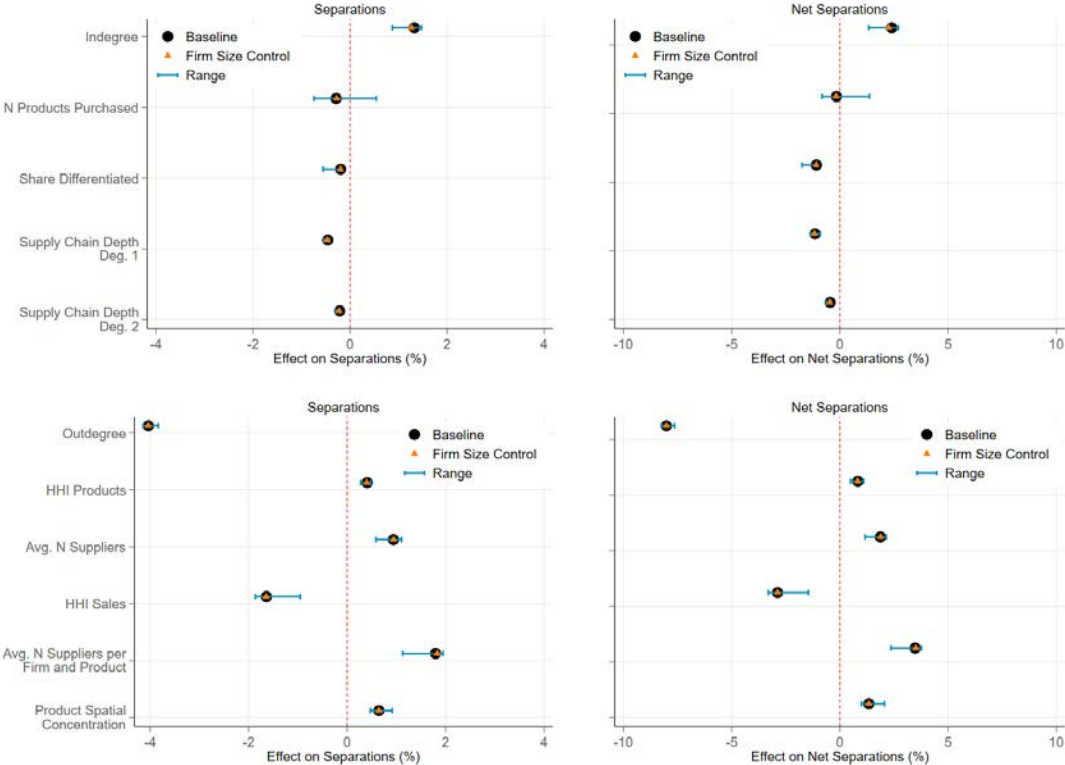 Separations
Indegree
Baseline
Firm Size Control
Range
N Products Purchased
Share Differentiated
Supply Chain Depth
Deg. 1
Supply Chain Depth
Deg. 2
-4 -2 0 2 4
Effect on Separations (%)
Net Separations
Baseline
Firm Size Control
Range
-10 -5 0 5 10
Effect on Net Separations (%)
Separations
Outdegree
Baseline
Firm Size Control
Range
HHI Products
Avg. N Suppliers
HHI Sales
Avg. N Suppliers per
Firm and Product
Product Spatial
Concentration
-4 -2 0 2 4
Effect on Separations (%)
Net Separations
Baseline
Firm Size Control
Range
-10 -5 0 5 10
Effect on Net Separations (%)